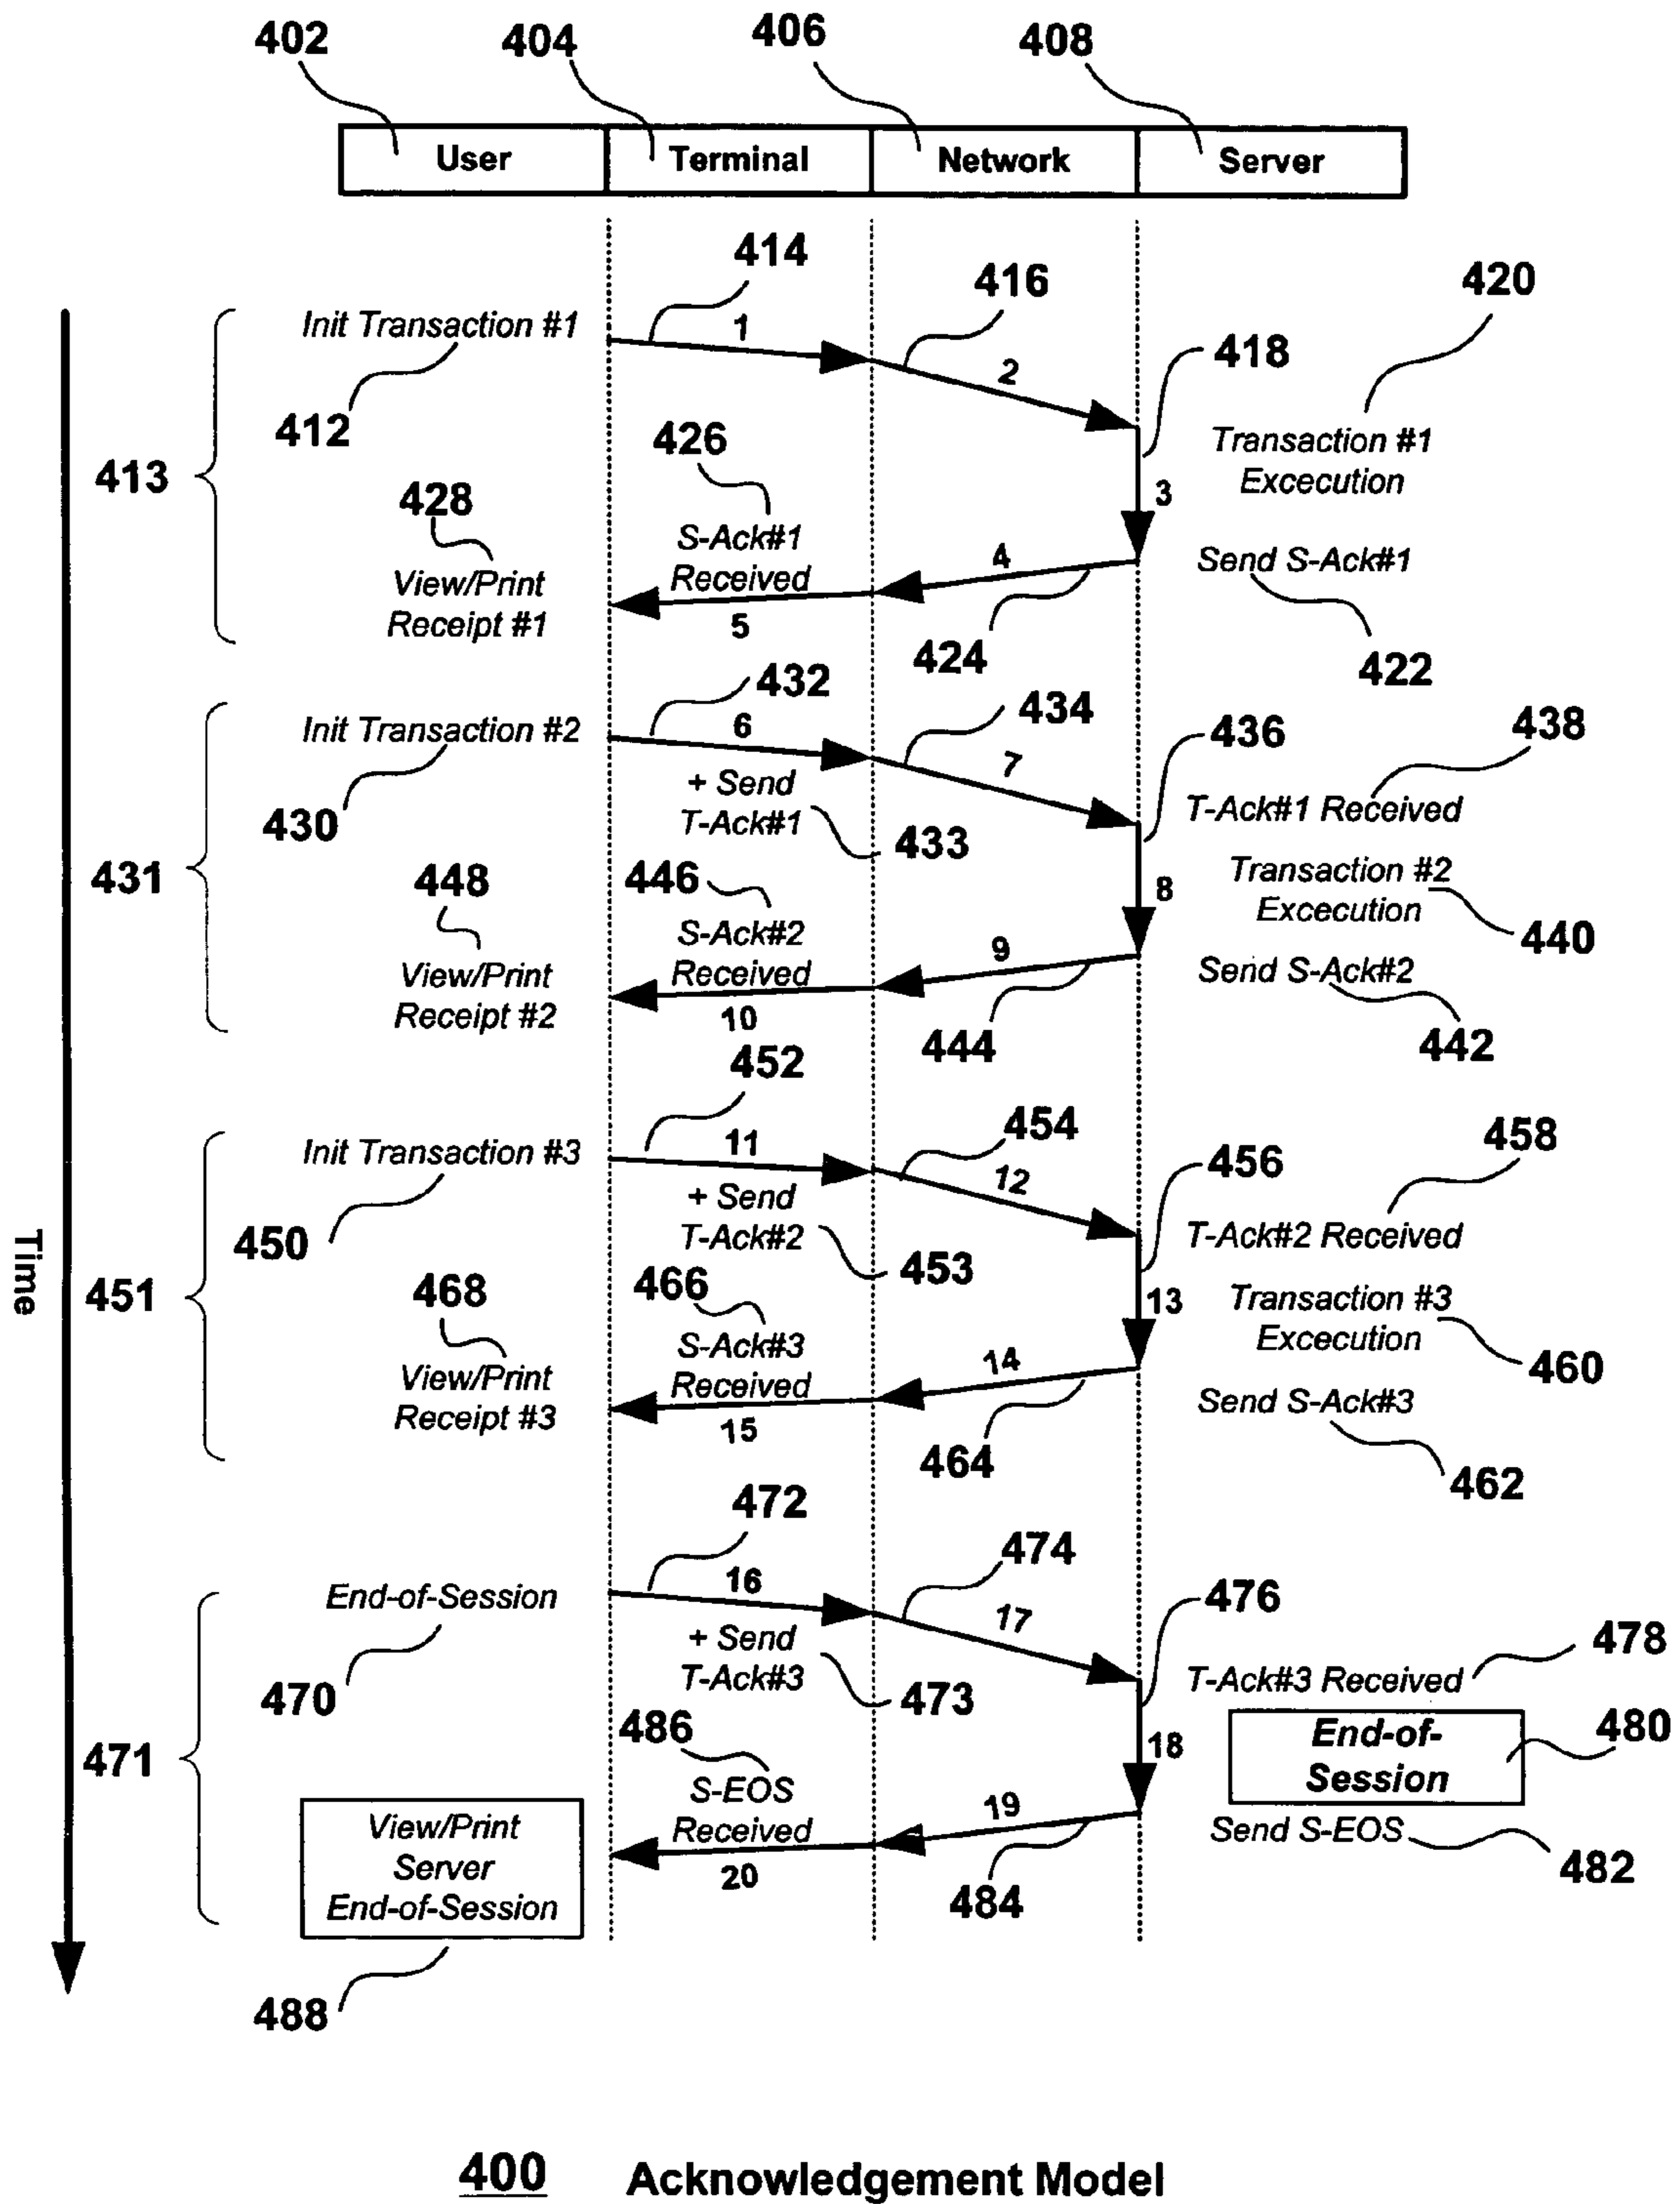 402 404 406 408
User Terminal Network Server
414
416
420
Init Transaction #1
1
418
2
412
426
Transaction #1
Excecution
413
428
3
S-Ack#1
Received
4
Send S-Ack#1
View/Print
Receipt #1
5
424
422
432
434
438
Init Transaction #2
6
436
7
+ Send
T-Ack#1
T-Ack#1 Received
430
433
431
448
446
8
Transaction #2
Excecution
440
S-Ack#2
Received
9
Send S-Ack#2
View/Print
Receipt #2
10
444
442
452
454
458
Init Transaction #3
11
456
12
+ Send
T-Ack#2
T-Ack#2 Received
450
453
Time
451
468
466
13
Transaction #3
Excecution
460
S-Ack#3
Received
14
View/Print
Receipt #3
Send S-Ack#3
15
464
462
472
474
End-of-Session
16
476
17
478
+ Send
T-Ack#3
T-Ack#3 Received
470
473
471
486
18
End-of-
Session
480
S-EOS
Received
19
Send S-EOS
View/Print
Server
End-of-Session
20
484
482
488
400 Acknowledgement Model